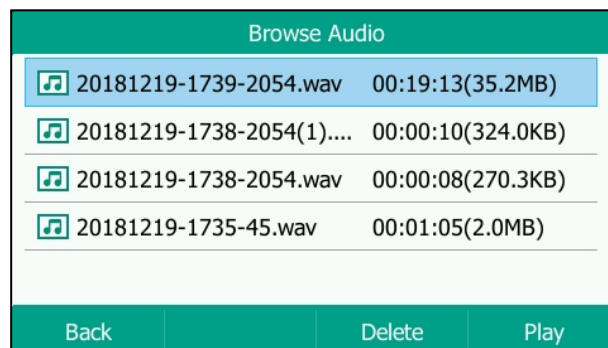 Browse Audio
20181219-1739-2054.wav 00:19:13(35.2MB)
20181219-1738-2054(1).... 00:00:10(324.0KB)
20181219-1738-2054.wav 00:00:08(270.3KB)
20181219-1735-45.wav 00:01:05(2.0MB)
Back Delete Play